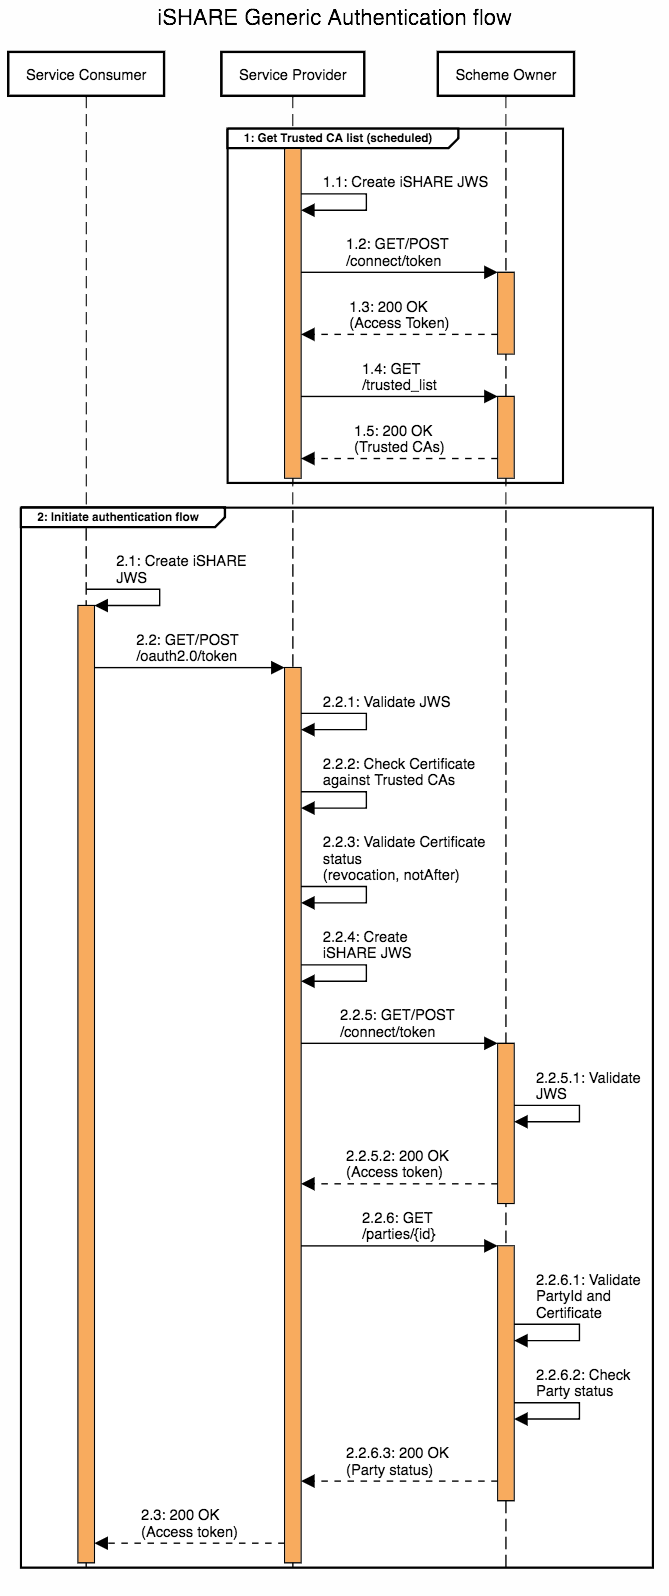 iSHARE Generic Authentication flow
Service Consumer
Service Provider
Scheme Owner
1: Get Trusted CA list (scheduled)
1.1: Create iSHARE JWS
1.2: GET/POST
/connect/token
1.3: 200 OK
(Access Token)
1.4: GET
/trusted_list
1.5: 200 OK
(Trusted CAs)
2: Initiate authentication flow
2.1: Create iSHARE
JWS
2.2: GET/POST
/oauth2.0/token
2.2.1: Validate JWS
2.2.2: Check Certificate
against Trusted CAs
2.2.3: Validate Certificate
status
(revocation, notAfter)
2.2.4: Create
iSHARE JWS
2.2.5: GET/POST
/connect/token
2.2.5.1: Validate
JWS
2.2.5.2: 200 OK
(Access token)
2.2.6: GET
/parties/{id}
2.2.6.1: Validate
PartyId and
Certificate
2.2.6.2: Check
Party status
2.2.6.3: 200 OK
(Party status)
2.3: 200 OK
(Access token)